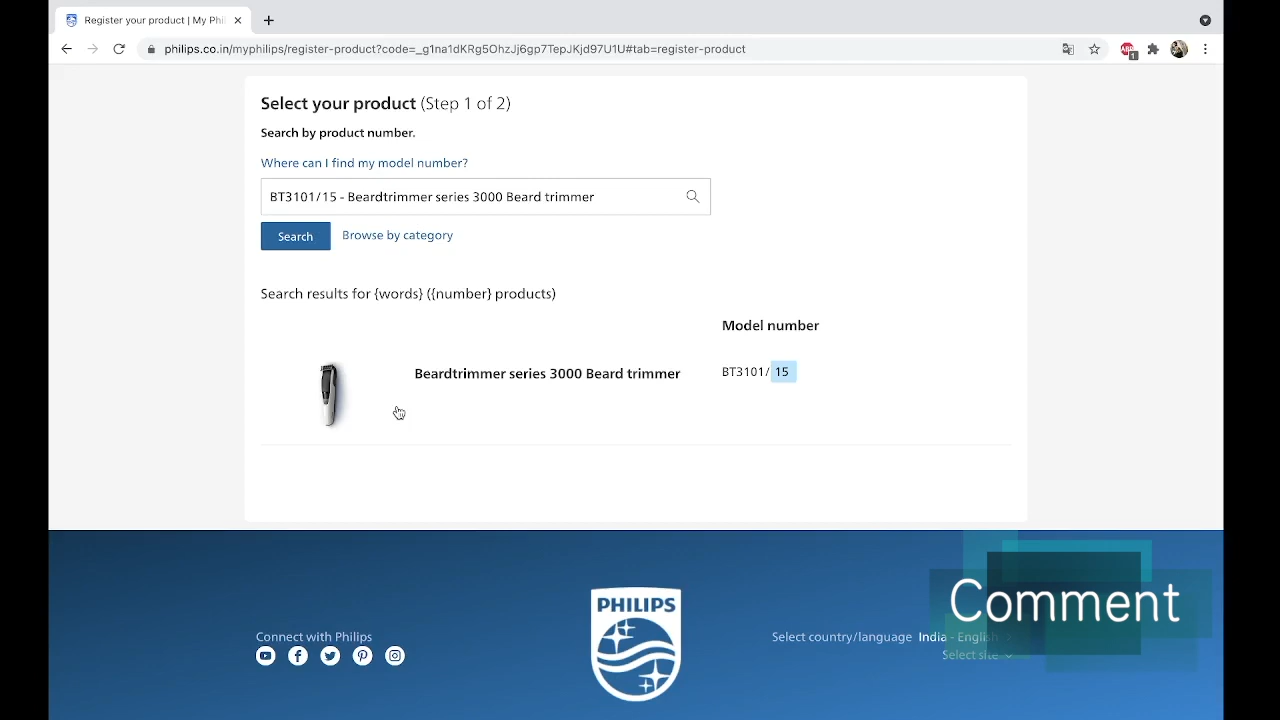 Register your product | My Phi
philips.co.in/myphilips/register-product?code=_g1na1dKRg5OhzJj6gp7TepJKjd97U1U#tab=register-product
ABP
1
Select your product (Step 1 of 2)
Search by product number.
Where can I find my model number?
BT3101/15 - Beardtrimmer series 3000 Beard trimmer
Search
Browse by category
Search results for {words} ({number} products)
Model number
Beardtrimmer series 3000 Beard trimmer
BT3101/15
PHILIPS
Comment
Connect with Philips
Select country/language India - English
Select site